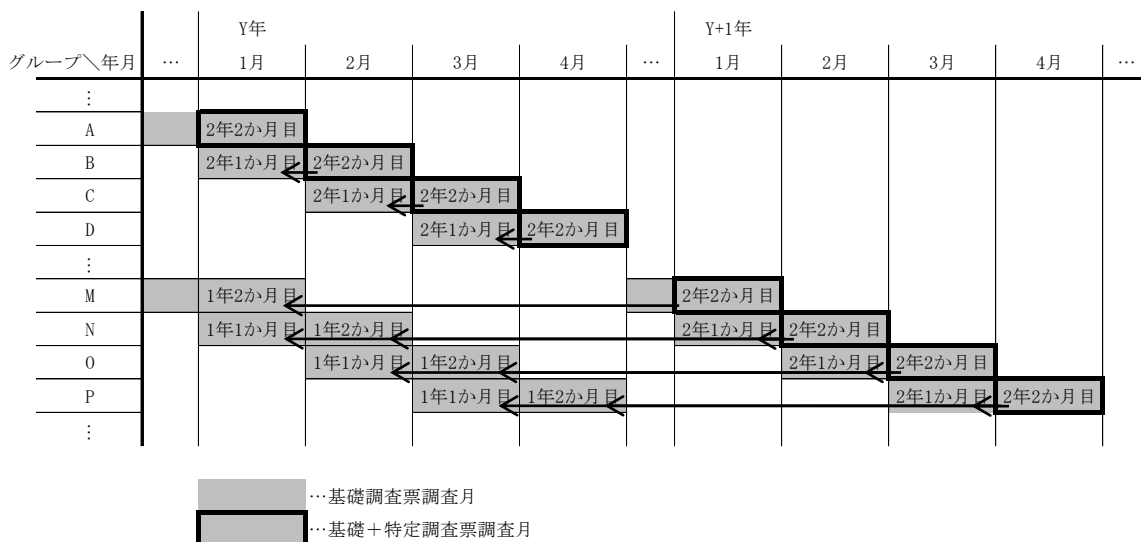 Y年 Y+1年
グループ＼年月 … 1月 2月 3月 4月 … 1月 2月 3月 4月 …
⋮
A 2年2か月目
B 2年1か月目 2年2か月目
C 2年1か月目 2年2か月目
D 2年1か月目 2年2か月目
⋮
M 1年2か月目 2年2か月目
N 1年1か月目 1年2か月目 2年1か月目 2年2か月目
O 1年1か月目 1年2か月目 2年1か月目 2年2か月目
P 1年1か月目 1年2か月目 2年1か月目 2年2か月目
⋮
…基礎調査票調査月
…基礎＋特定調査票調査月